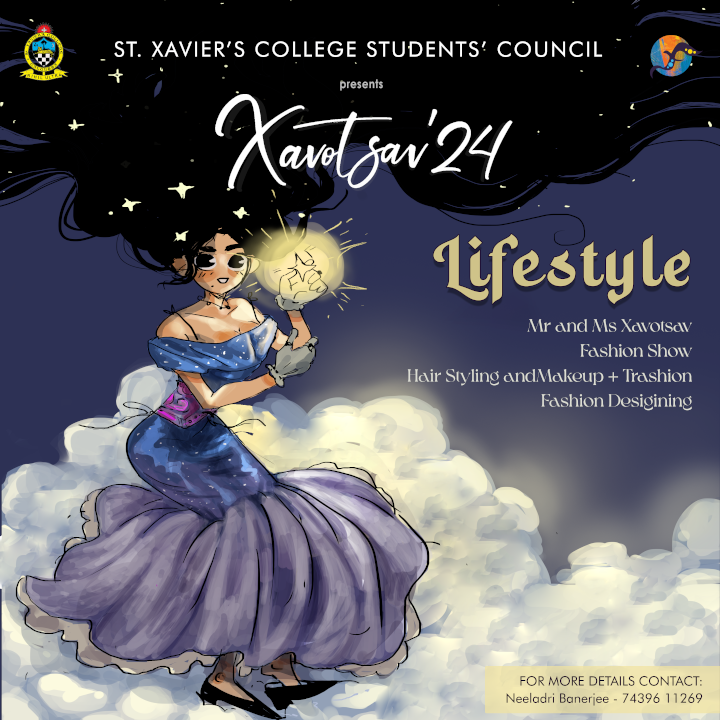 ST. XAVIER'S COLLEGE STUDENTS' COUNCIL
presents
Xavotsav'24
Lifestyle
Mr and Ms Xavotsav
Fashion Show
Hair Styling andMakeup + Trashion
Fashion Desigining
FOR MORE DETAILS CONTACT:
Neeladri Banerjee - 74396 11269